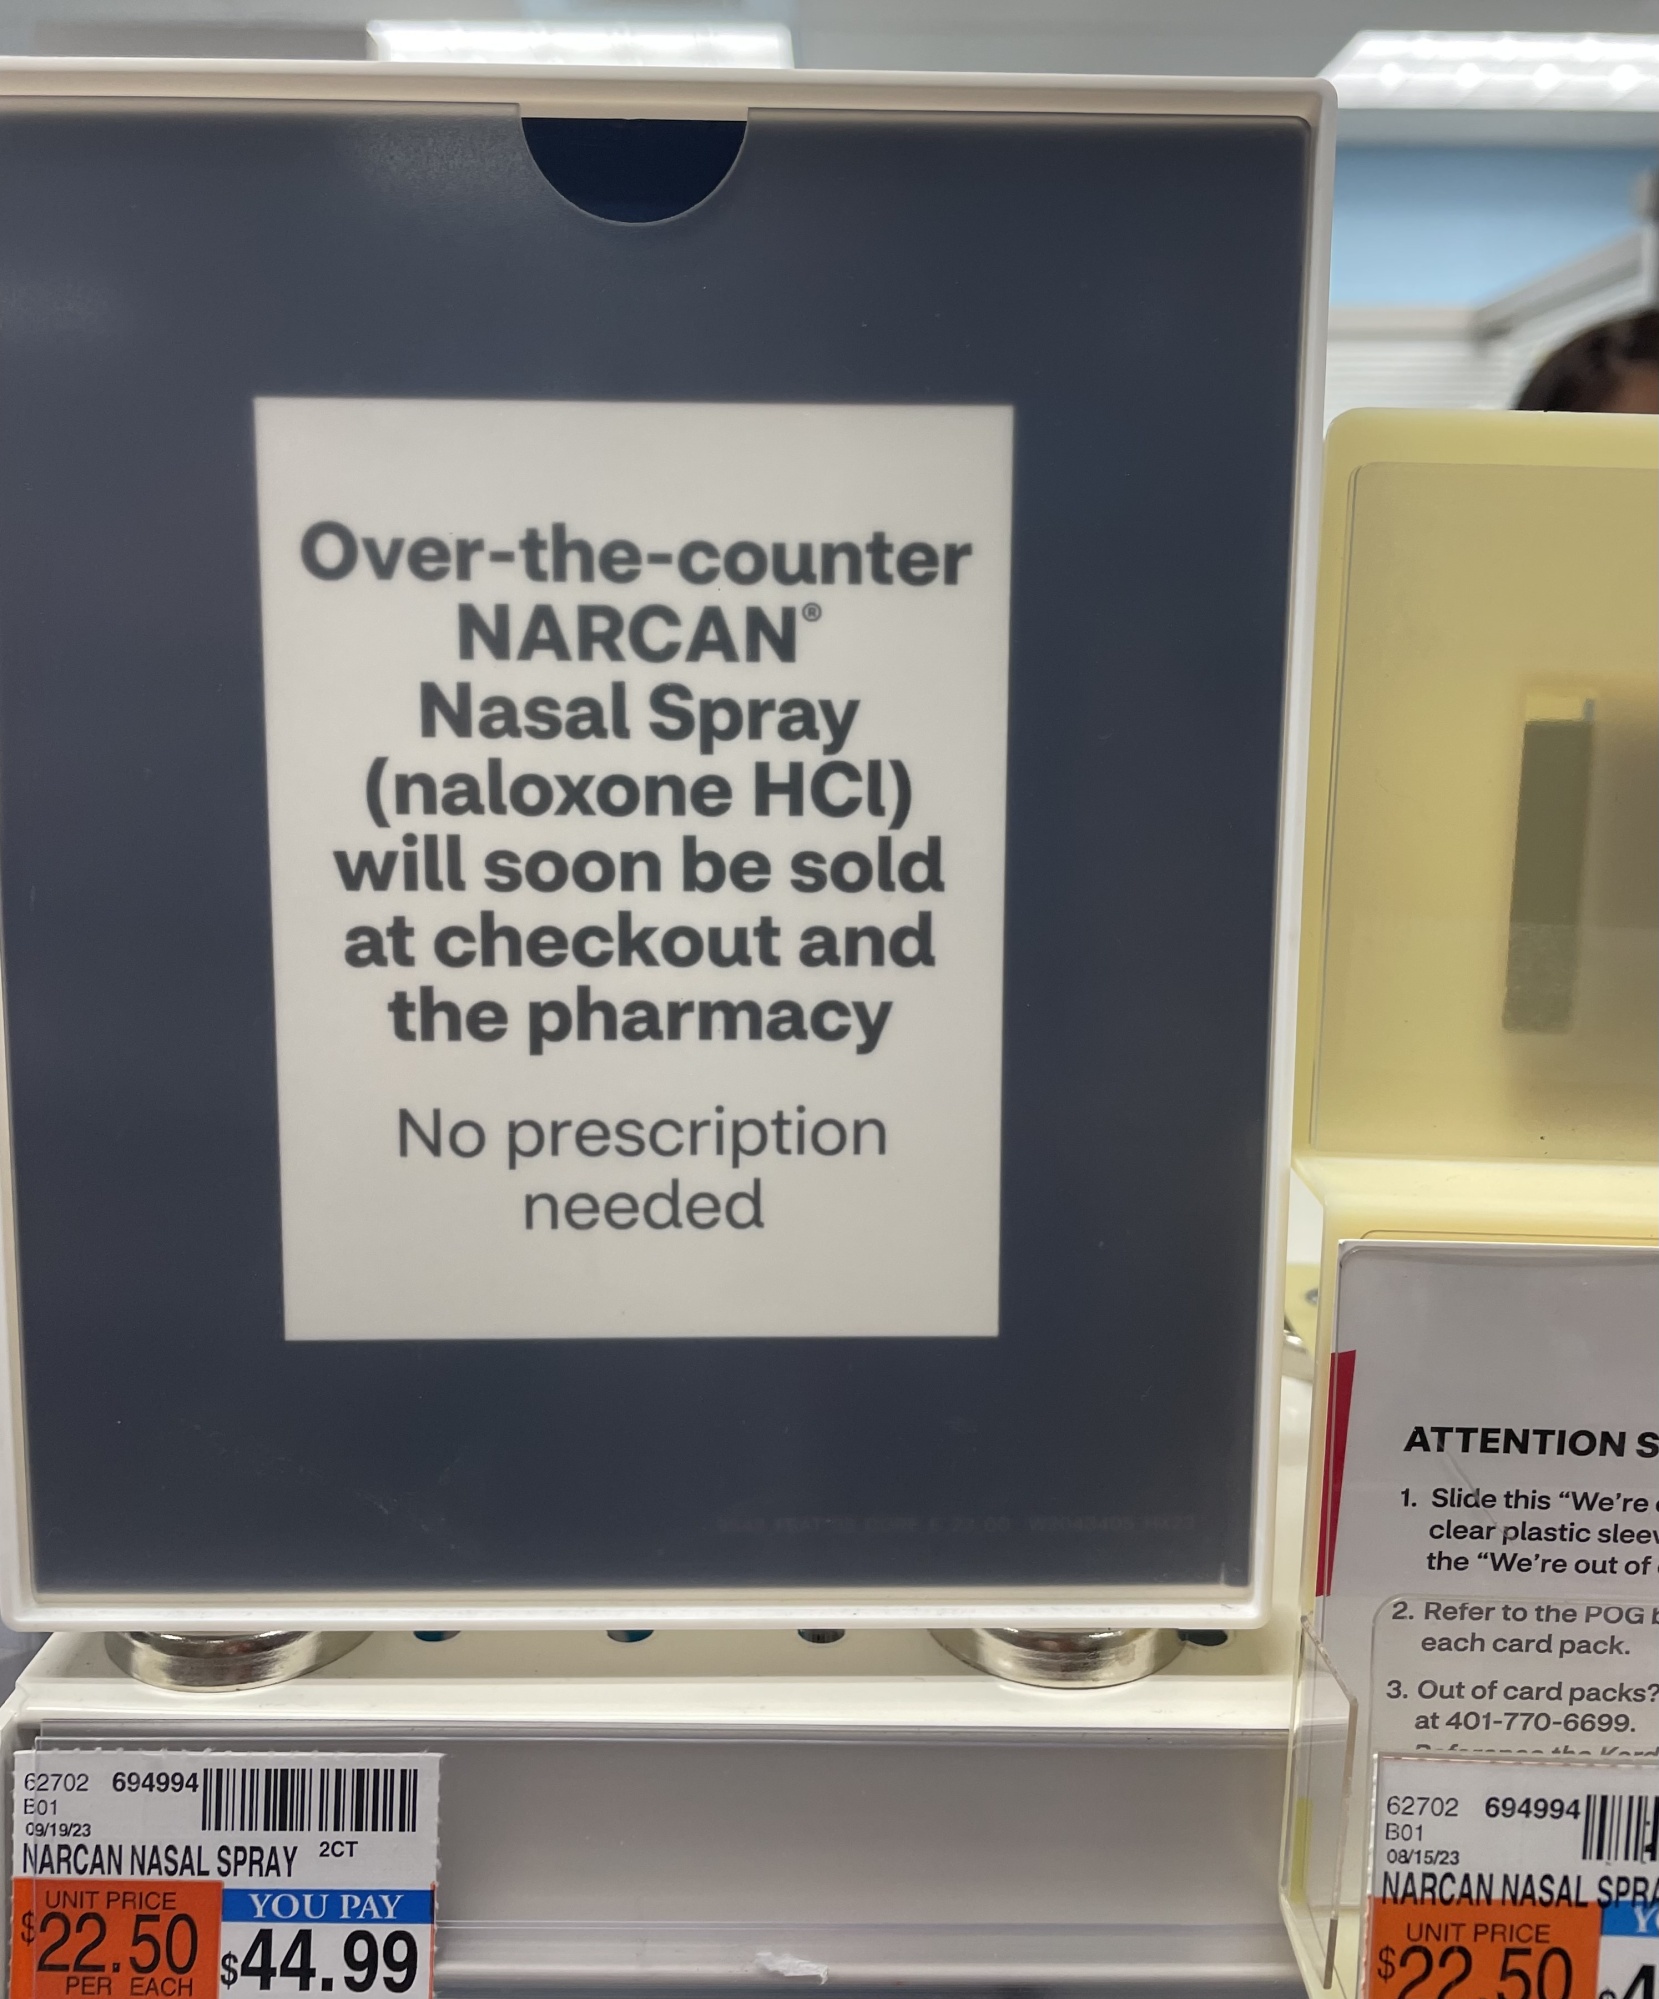 Over-the-counter
NARCAN®
Nasal Spray
(naloxone HCl)
will soon be sold
at checkout and
the pharmacy
No prescription
needed
ATTENTION S
1. Slide this “We’re
clear plastic sleev
the “We’re out of
2. Refer to the POG b
each card pack.
3. Out of card packs?
at 401-770-6699.
62702 694994
B01
09/19/23
NARCAN NASAL SPRAY 2CT
UNIT PRICE
$22.50
PER EACH
YOU PAY
$44.99
62702 694994
B01
08/15/23
NARCAN NASAL SPRA
UNIT PRICE
$22.50